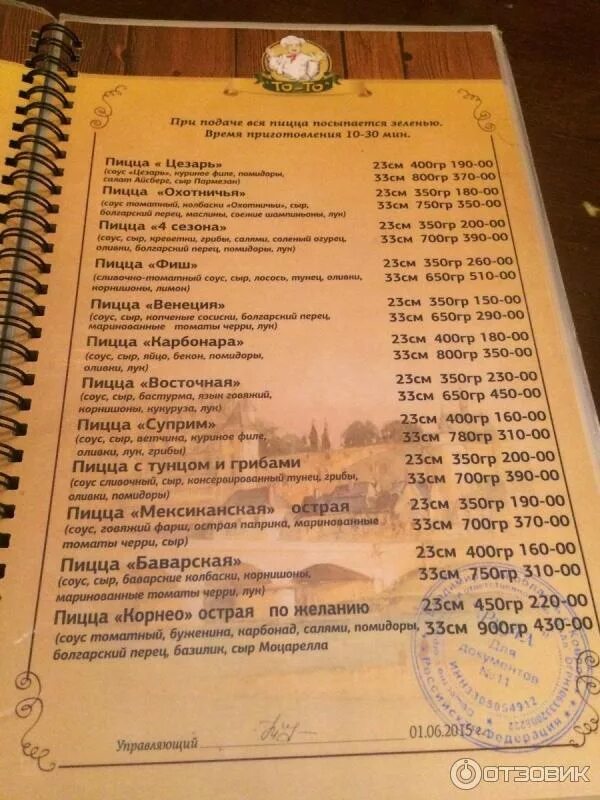 ТО-ТО
При подаче вся пицца посыпается зеленью.
Время приготовления 10-30 мин.
Пицца « Цезарь» 23см 400гр 190-00
(соус «Цезарь», куриное филе, помидоры, 33см 800гр 370-00
салат Айсберг, сыр Пармезан)
Пицца «Охотничья» 23см 350гр 180-00
(соус томатный, колбаски «Охотничьи», сыр, 33см 750гр 350-00
болгарский перец, маслины, свежие шампиньоны, лук)
Пицца «4 сезона» 23см 350гр 200-00
(соус, сыр, креветки, грибы, салями, соленый огурец, 33см 700гр 390-00
оливки, болгарский перец, помидоры, лук)
Пицца «Фиш» 23см 350гр 260-00
(сливочно-томатный соус, сыр, лосось, тунец, оливки, 33см 650гр 510-00
корнишоны, лимон)
Пицца «Венеция» 23см 350гр 150-00
(соус, сыр, копченые сосиски, болгарский перец, 33см 650гр 290-00
маринованные томаты черри, лук)
Пицца «Карбонара» 23см 400гр 180-00
(соус, сыр, яйцо, бекон, помидоры, 33см 800гр 350-00
оливки, лук)
Пицца «Восточная» 23см 350гр 230-00
(соус, сыр, бастурма, язык говяжий, 33см 650гр 450-00
корнишоны, кукуруза, лук)
Пицца «Суприм» 23см 400гр 160-00
(соус, сыр, ветчина, куриное филе, 33см 780гр 310-00
оливки, лук, грибы)
Пицца с тунцом и грибами 23см 350гр 200-00
(соус сливочный, сыр, консервированный тунец, грибы, 33см 700гр 390-00
оливки, помидоры)
Пицца «Мексиканская» острая 23см 350гр 190-00
(соус, говяжий фарш, острая паприка, маринованные 33см 700гр 370-00
томаты черри, сыр)
Пицца «Баварская» 23см 400гр 160-00
(соус, сыр, баварские колбаски, корнишоны, 33см 750гр 310-00
маринованные томаты черри, лук)
Пицца «Корнео» острая по желанию 23см 450гр 220-00
(соус томатный, буженина, карбонад, салями, помидоры, 33см 900гр 430-00
болгарский перец, базилик, сыр Моцарелла
Для
документов
№11
Российская Федерация
Управляющий 01.06.2015
ОТЗОВИК